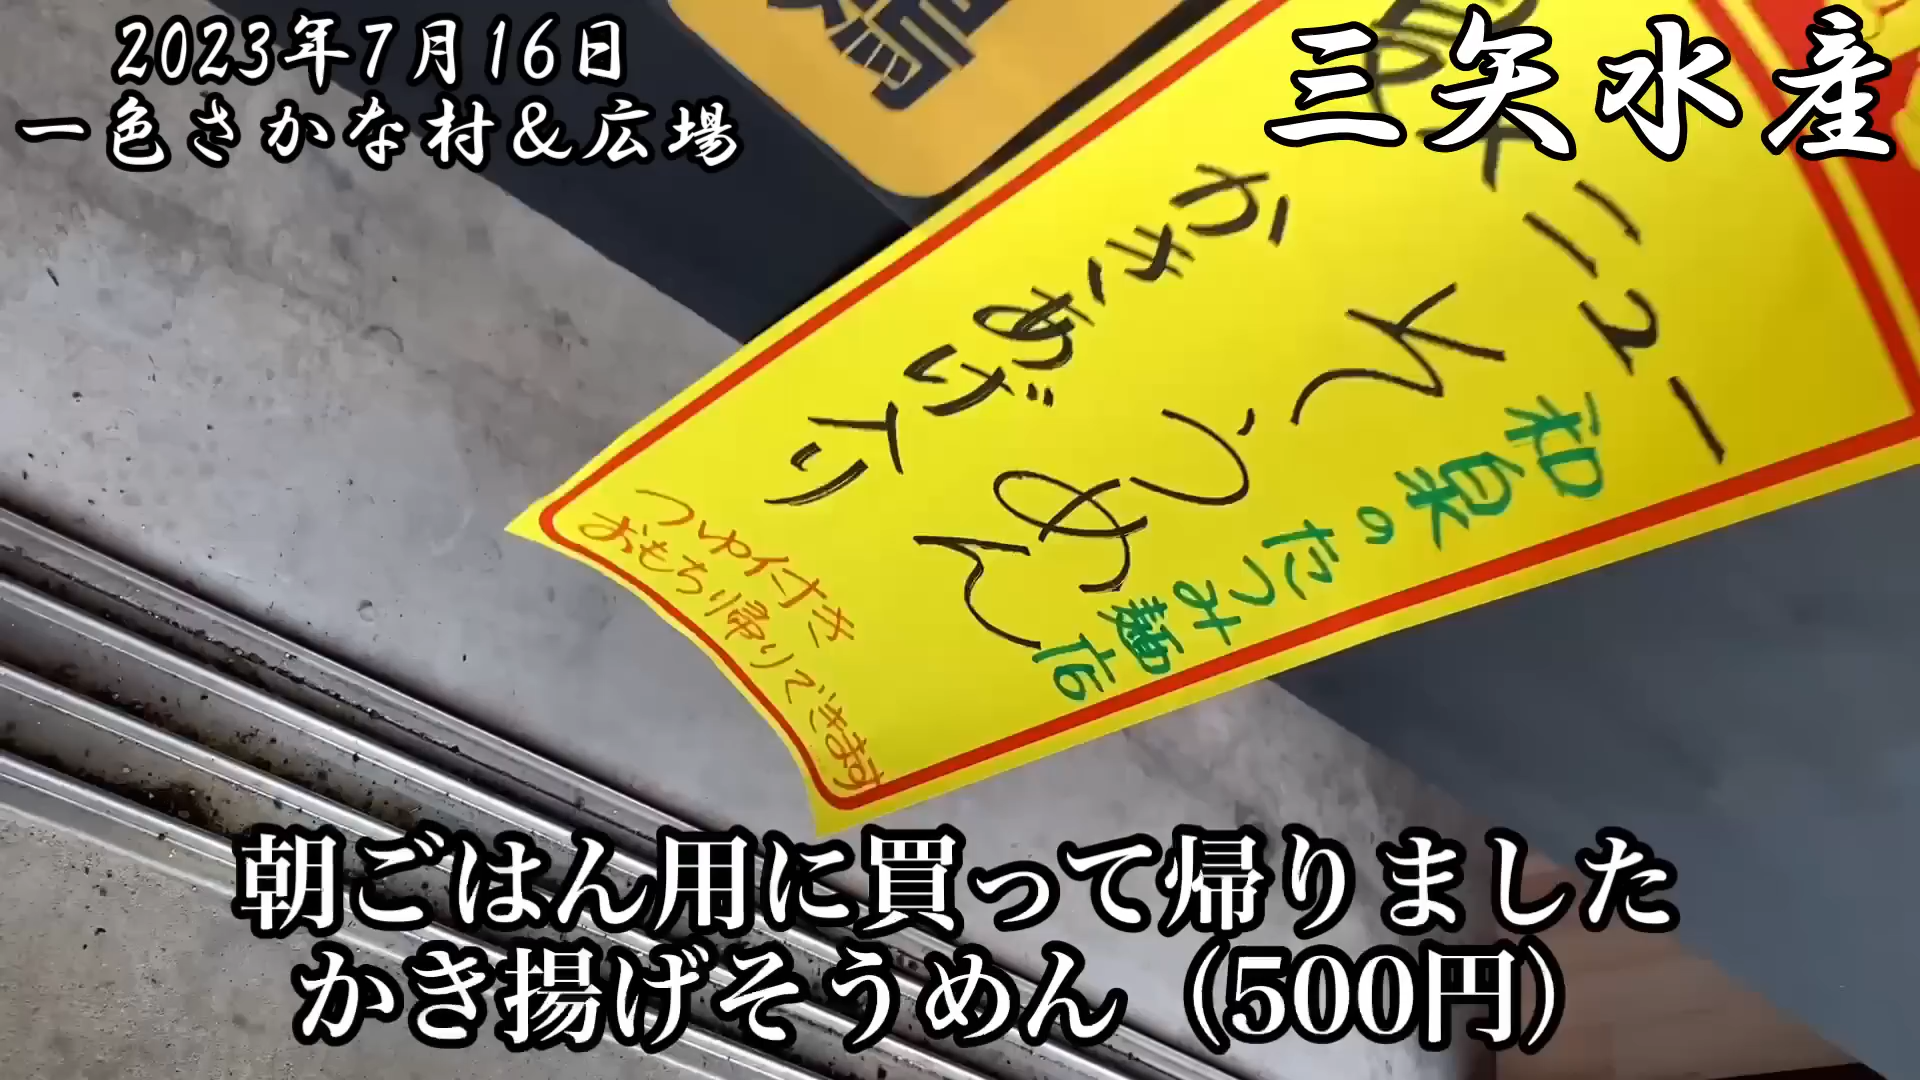 2023年7月16日
一色さかな村&広場
三矢水産
ニュー
和泉のたつみ麺店
そうめん
かきあげ入り
つゆ付き
おもち帰りできます
朝ごはん用に買って帰りました
かき揚げそうめん（500円）